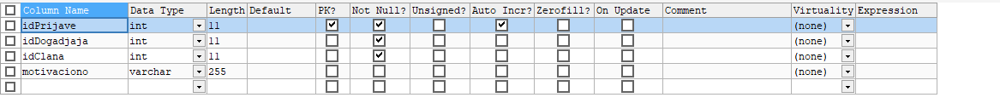 Column Name Data Type Length Default PK? Not Null? Unsigned? Auto Incr? Zerofill? On Update Comment Virtuality Expression
idPrijave int 11 (none)
idDogadjaja int 11 (none)
idClana int 11 (none)
motivaciono varchar 255 (none)